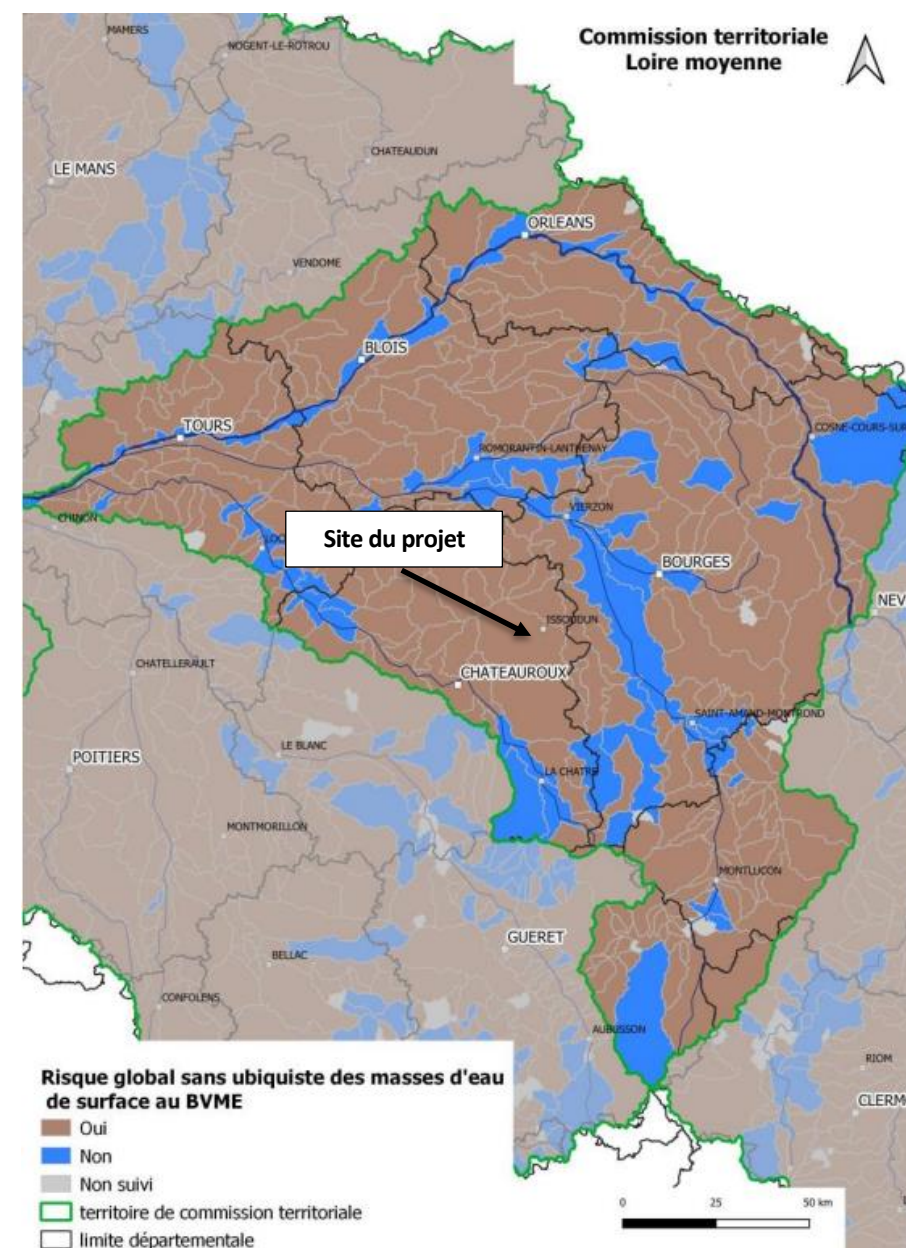 Commission territoriale
Loire moyenne
MAMERS
NOGENT-LE-ROTROU
CHATEAUDUN
LE MANS
ORLEANS
VENDOME
BLOIS
TOURS
COSNE-COURS-SUR
ROMORANTIN-LANTHENAY
CHINON
VIERZON
Site du projet
LOC
BOURGES
NEV
ISSOUDUN
CHATELLERAULT
CHATEAUROUX
SAINT-AMAND-MONTROND
LE BLANC
POITIERS
LA CHATRE
MONTMORILLON
MONTLUCON
GUERET
BELLAC
CONFOLENS
AUBUSSON
RIOM
CLERM
Risque global sans ubiquiste des masses d'eau
de surface au BVME
Oui
Non
Non suivi
territoire de commission territoriale
limite départementale
0 25 50 km